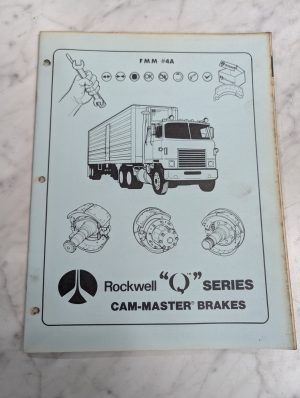 FMM #4A
Rockwell "Q" SERIES
CAM-MASTER® BRAKES